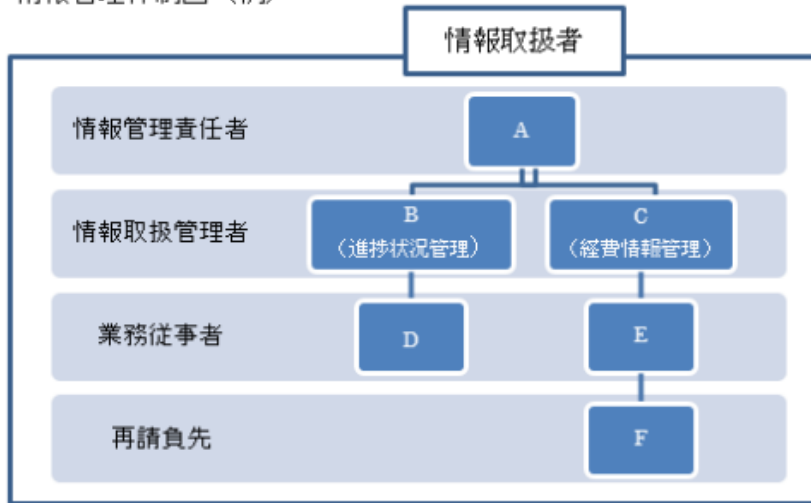 情報取扱者
情報管理責任者
A
情報取扱管理者
B
（進捗状況管理）
C
（経費情報管理）
業務従事者
D
E
再請負先
F